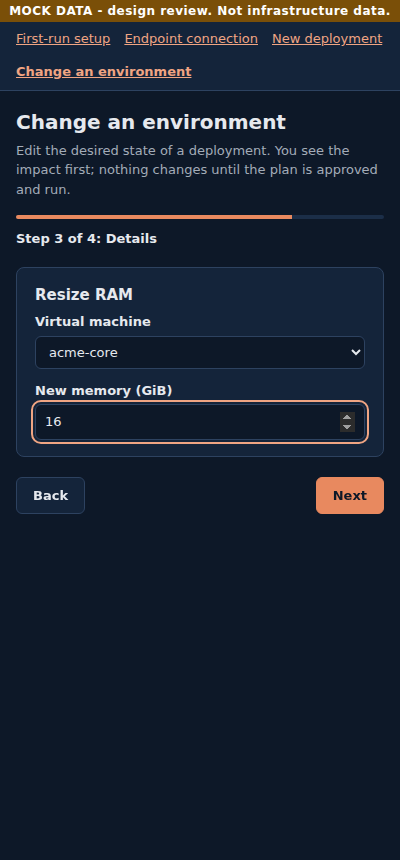 MOCK DATA - design review. Not infrastructure data.
First-run setup Endpoint connection New deployment
Change an environment
Change an environment
Edit the desired state of a deployment. You see the
impact first; nothing changes until the plan is approved
and run.
Step 3 of 4: Details
Resize RAM
Virtual machine
acme-core
New memory (GiB)
16
Back Next